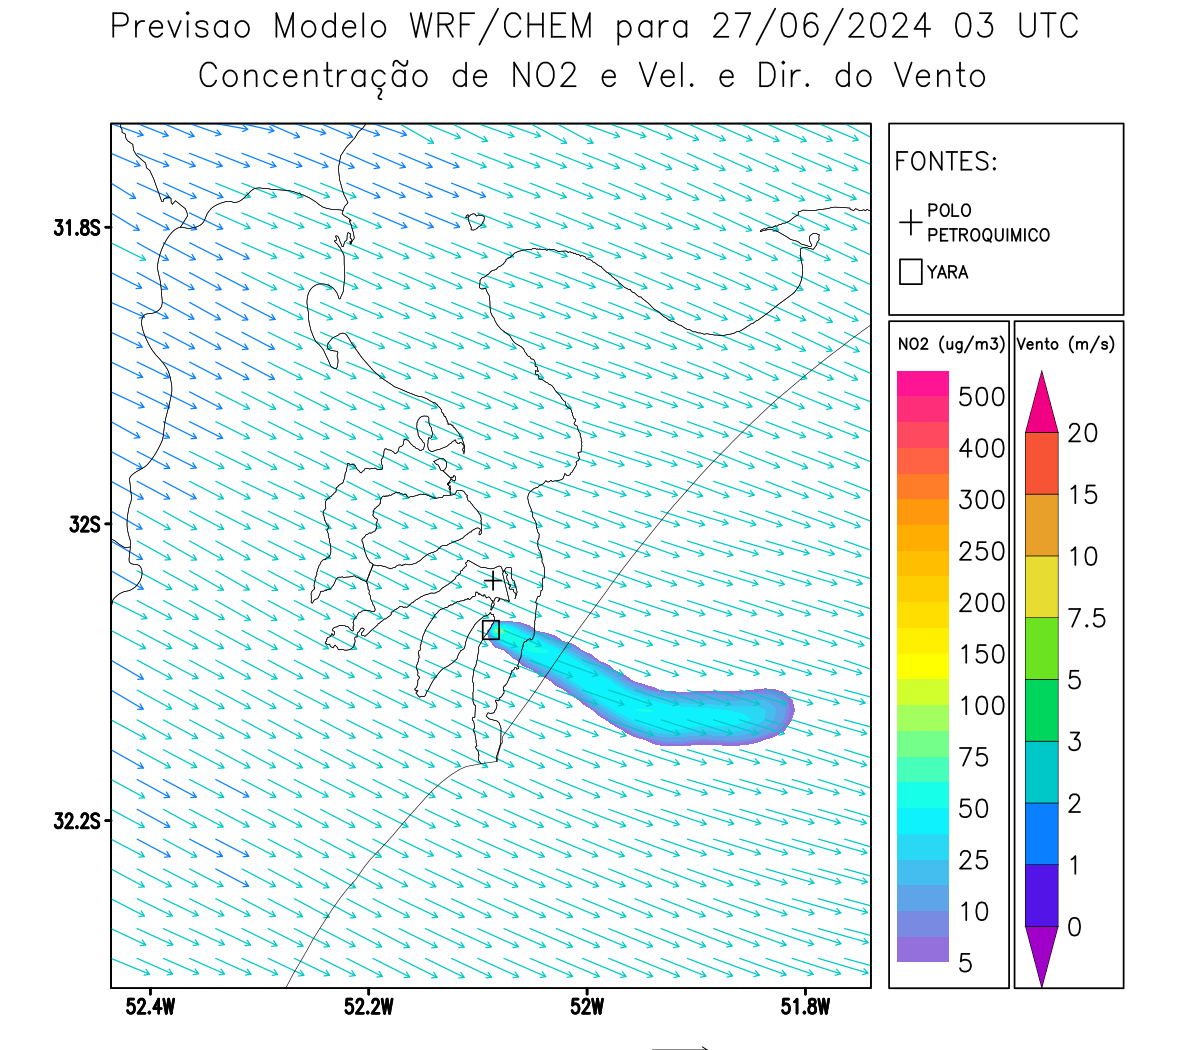 Previsao Modelo WRF/CHEM para 27/06/2024 03 UTC
Concentração de NO2 e Vel. e Dir. do Vento
FONTES:
POLO
PETROQUIMICO
YARA
NO2 (ug/m3)
500
400
300
250
200
150
100
75
50
25
10
5
Vento (m/s)
20
15
10
7.5
5
3
2
1
0
31.8S
32S
32.2S
52.4W
52.2W
52W
51.8W